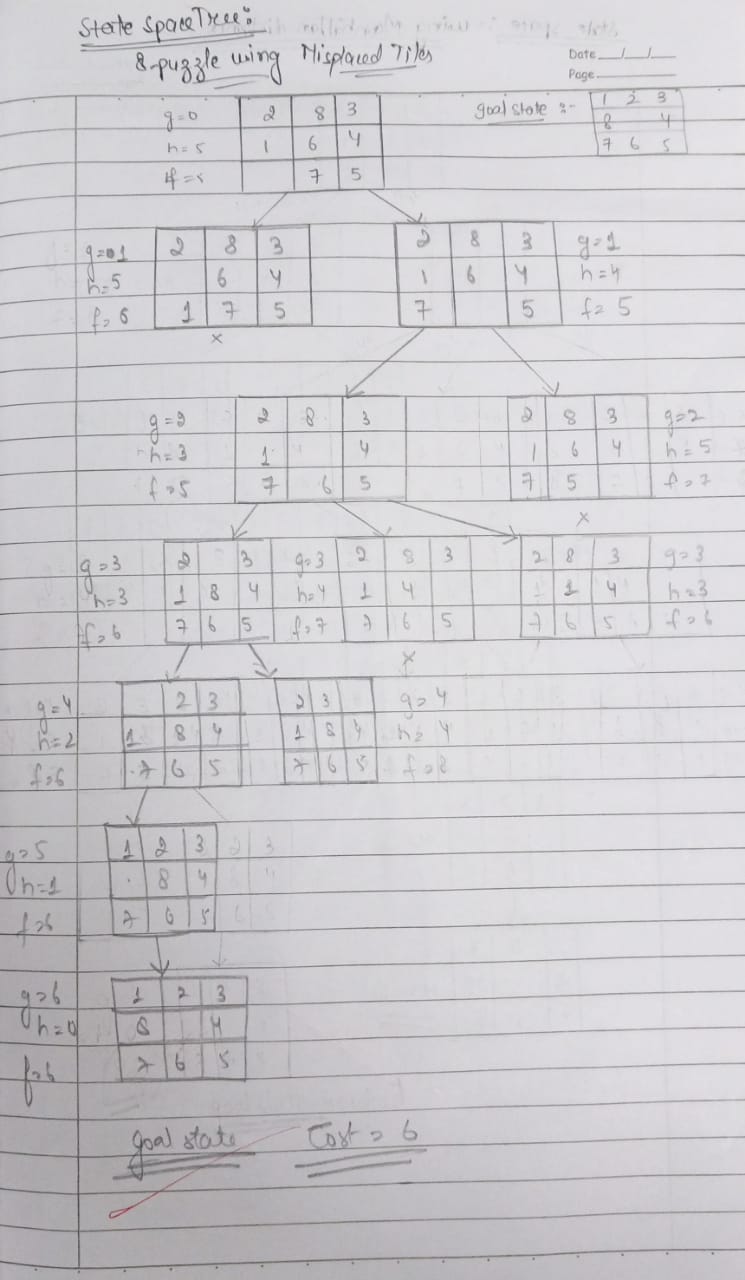 State Space Tree:
8-puzzle using Misplaced Tiles
Date
Page
g=0 2 8 3 goal state :- 1 2 3
h=5 1 6 4 8 4
f=5 7 5 7 6 5
g=1 2 8 3 2 8 3 g=1
h=5 6 4 1 6 4 h=4
f=6 1 7 5 7 5 f=5
x
g=2 2 8 3 2 8 3 g=2
h=3 1 4 1 6 4 h=5
f=5 7 6 5 7 5 f=7
x
g=3 2 3 g=3 2 8 3 2 8 3 g=3
h=3 1 8 4 h=4 1 4 1 4 h=3
f=6 7 6 5 f=7 7 6 5 7 6 5 f=6
x
g=4 2 3 2 3 g=4
h=2 1 8 4 1 8 4 h=4
f=6 7 6 5 7 6 5 f=8
g=5 1 2 3
h=1 8 4
f=6 7 6 5
g=6 1 2 3
h=0 8 4
f=6 7 6 5
goal state Cost = 6